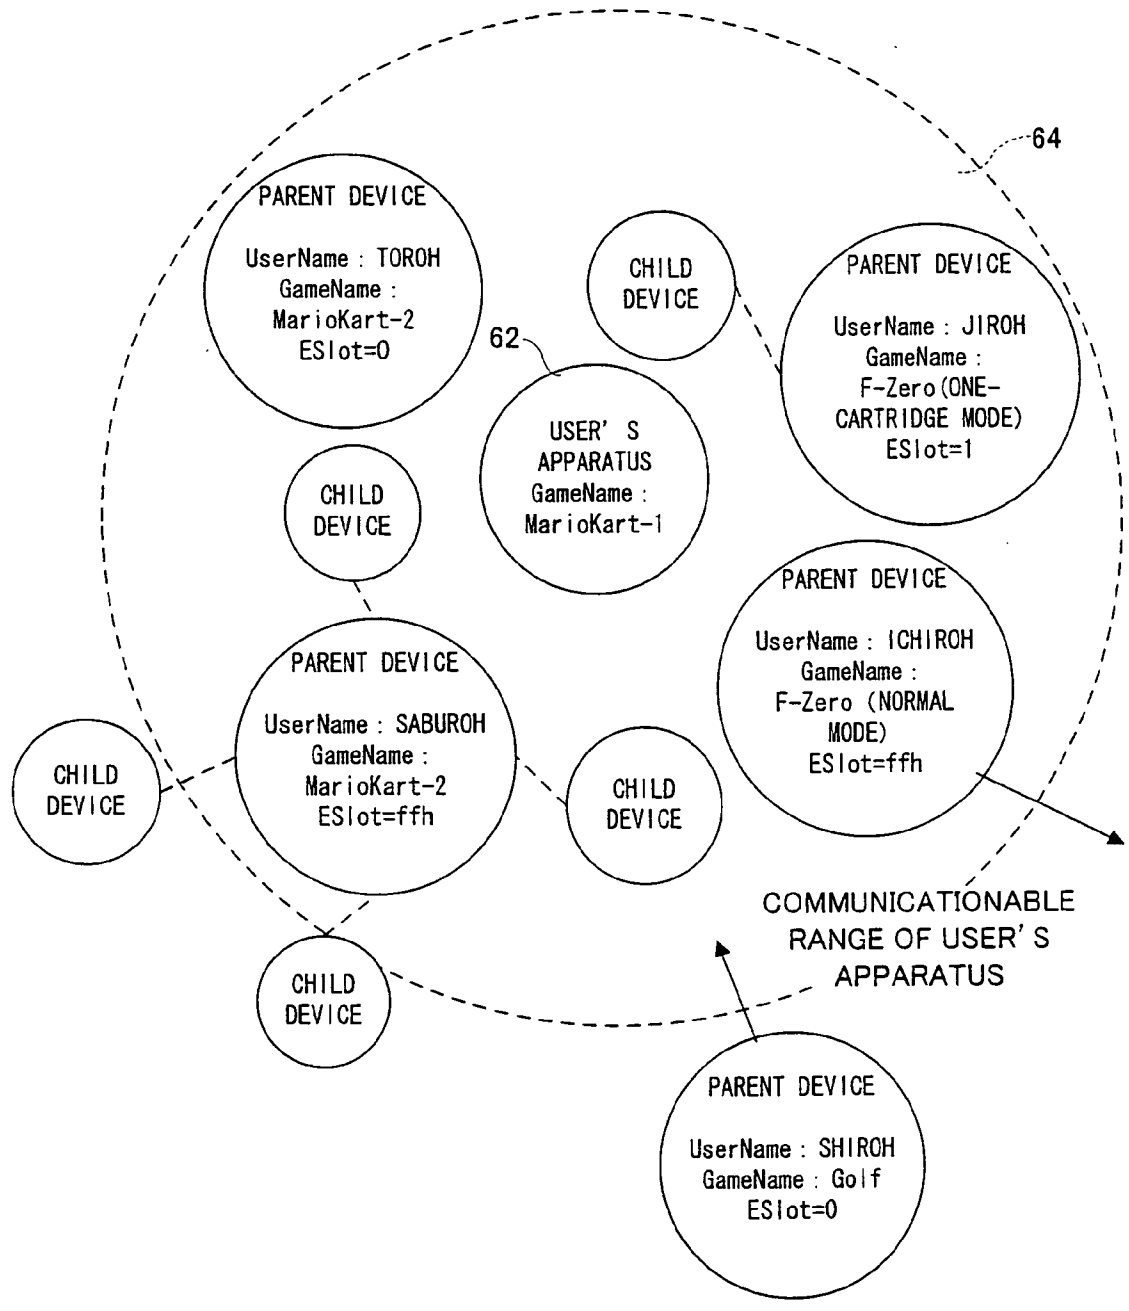 64
PARENT DEVICE
UserName : TOROH
GameName :
MarioKart-2
ESlot=0
CHILD
DEVICE
PARENT DEVICE
UserName : JIROH
GameName :
F-Zero(ONE-
CARTRIDGE MODE)
ESlot=1
62
USER'S
APPARATUS
GameName :
MarioKart-1
CHILD
DEVICE
PARENT DEVICE
UserName : ICHIROH
GameName :
F-Zero (NORMAL
MODE)
ESlot=ffh
PARENT DEVICE
UserName : SABUROH
GameName :
MarioKart-2
ESlot=ffh
CHILD
DEVICE
CHILD
DEVICE
COMMUNICATIONABLE
RANGE OF USER'S
APPARATUS
CHILD
DEVICE
PARENT DEVICE
UserName : SHIROH
GameName : Golf
ESlot=0